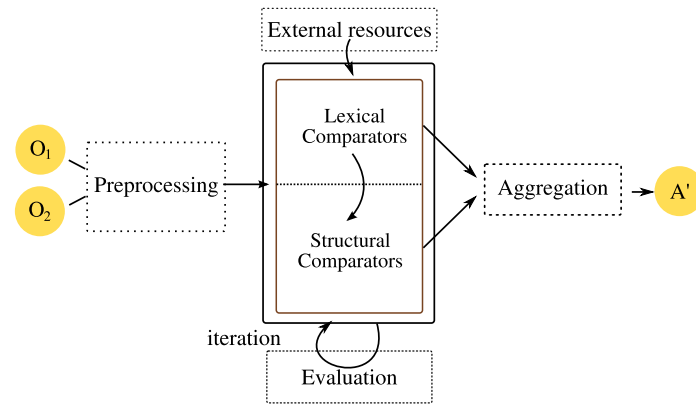 External resources
Lexical
Comparators
O₁
Preprocessing
O₂
Aggregation
A'
Structural
Comparators
iteration
Evaluation